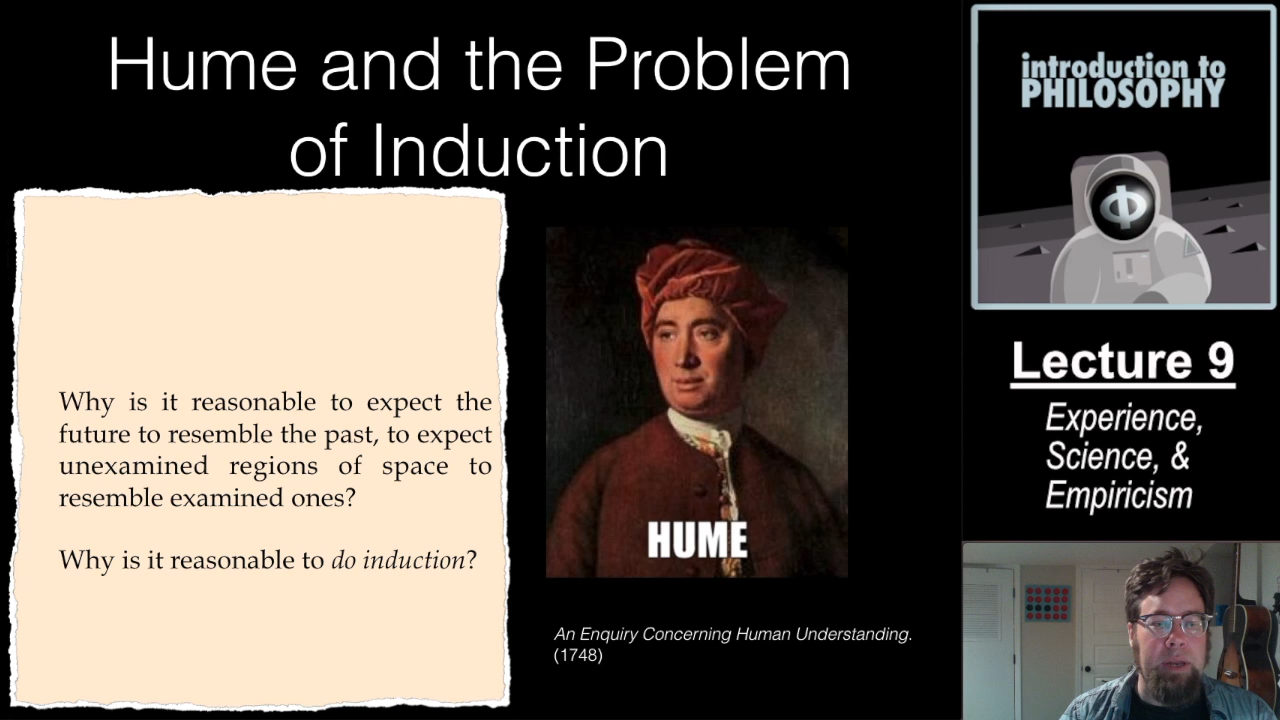 Hume and the Problem
of Induction
Why is it reasonable to expect the
future to resemble the past, to expect
unexamined regions of space to
resemble examined ones?
Why is it reasonable to do induction?
HUME
An Enquiry Concerning Human Understanding.
(1748)
introduction to
PHILOSOPHY
Φ
Lecture 9
Experience,
Science, &
Empiricism